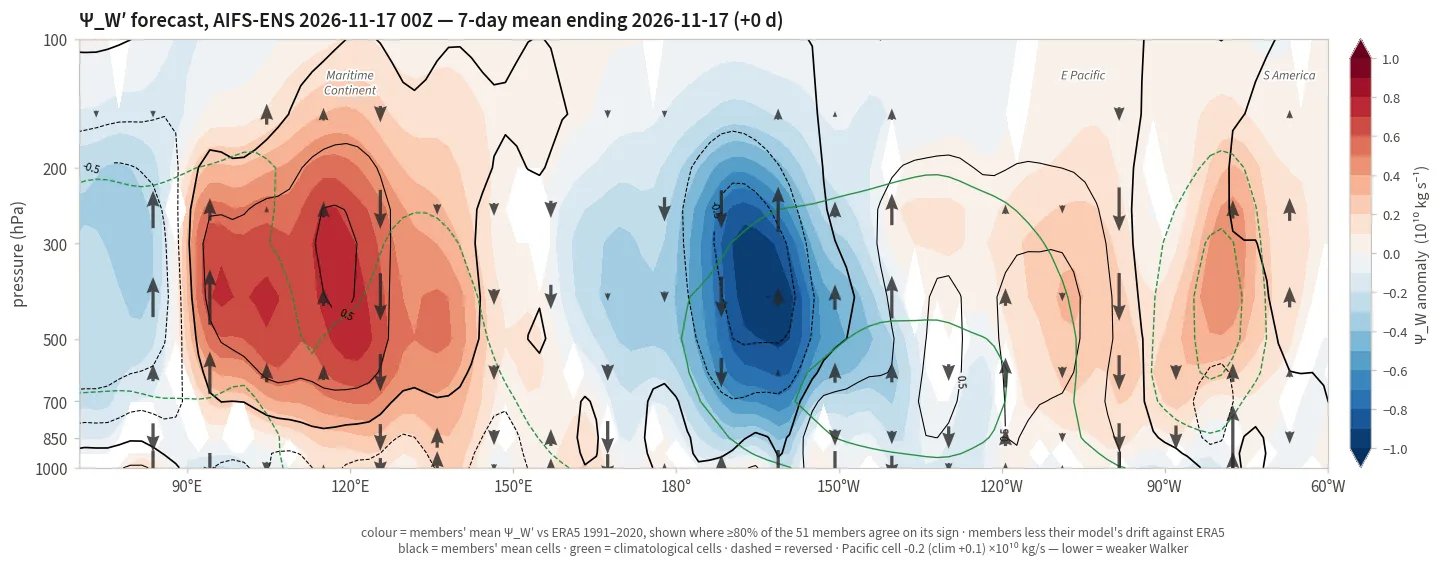 Ψ_W′ forecast, AIFS-ENS 2026-11-17 00Z — 7-day mean ending 2026-11-17 (+0 d)
100
200
300
400
500
700
850
1000
pressure (hPa)
Maritime
Continent
E Pacific
S America
-0.5
0.5
0.5
90°E
120°E
150°E
180°
150°W
120°W
90°W
60°W
1.0
0.8
0.6
0.4
0.2
0.0
−0.2
−0.4
−0.6
−0.8
−1.0
Ψ_W anomaly (10¹⁰ kg s⁻¹)
colour = members' mean Ψ_W′ vs ERA5 1991–2020, shown where ≥80% of the 51 members agree on its sign · members less their model's drift against ERA5
black = members' mean cells · green = climatological cells · dashed = reversed · Pacific cell -0.2 (clim +0.1) ×10¹⁰ kg/s — lower = weaker Walker